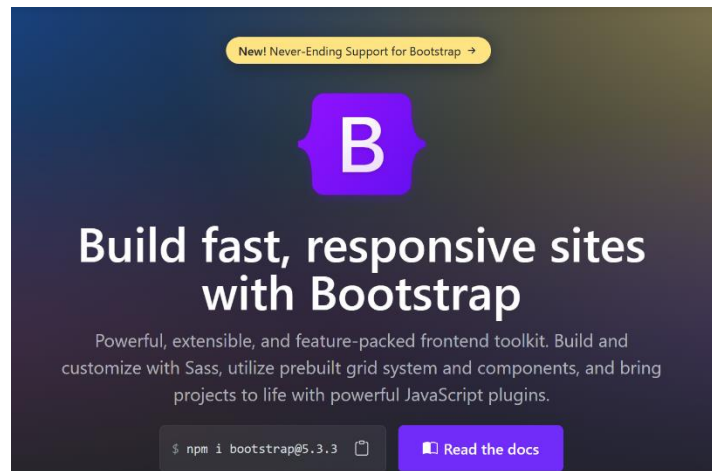 New! Never-Ending Support for Bootstrap →
B
Build fast, responsive sites
with Bootstrap
Powerful, extensible, and feature-packed frontend toolkit. Build and
customize with Sass, utilize prebuilt grid system and components, and bring
projects to life with powerful JavaScript plugins.
$ npm i bootstrap@5.3.3
Read the docs